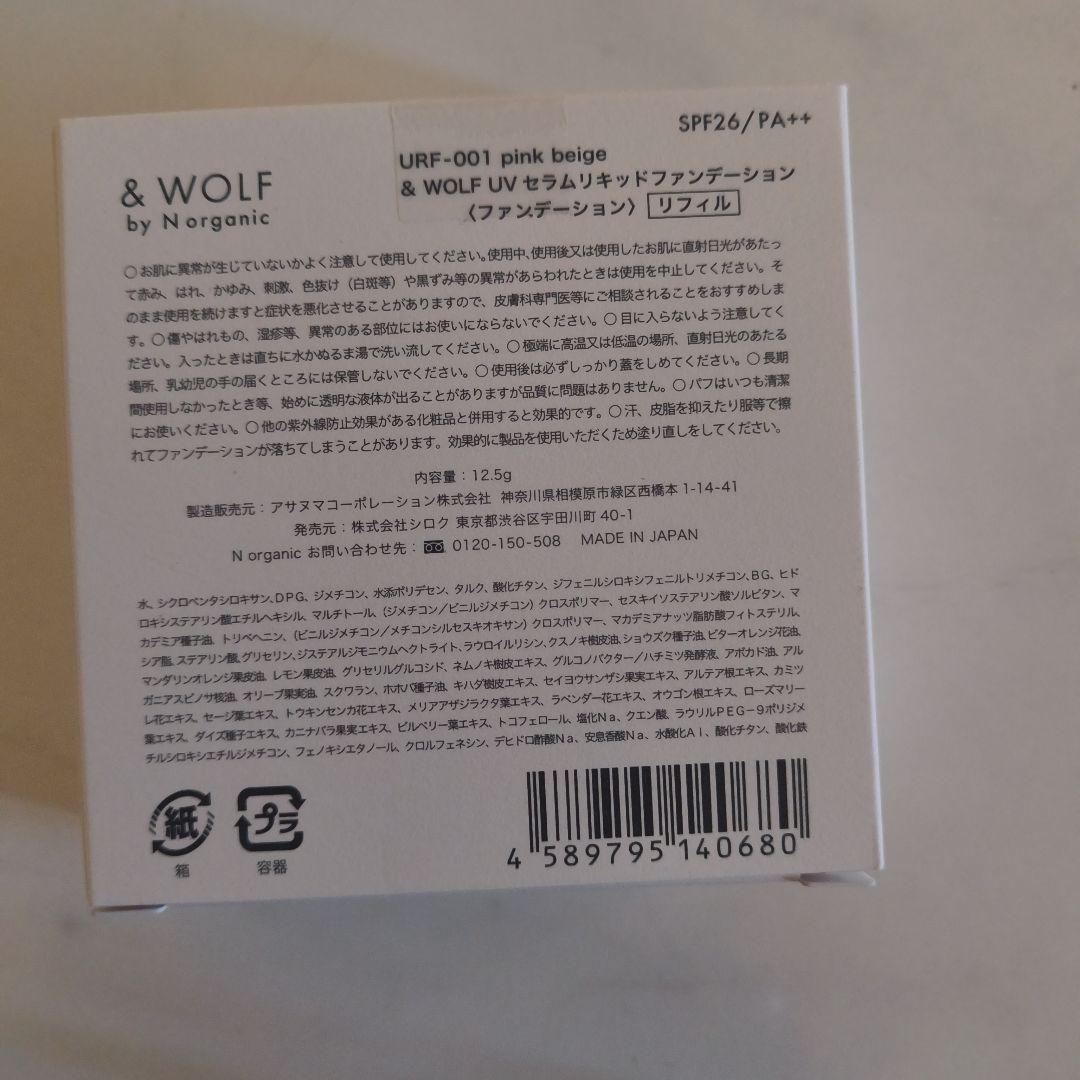 SPF26/PA++
& WOLF
by N organic
URF-001 pink beige
& WOLF UV セラムリキッドファンデーション
〈ファンデーション〉 リフィル
○お肌に異常が生じていないかよく注意して使用してください。使用中、使用後又は使用したお肌に直射日光があたっ
て赤み、はれ、かゆみ、刺激、色抜け（白斑等）や黒ずみ等の異常があらわれたときは使用を中止してください。そ
のまま使用を続けますと症状を悪化させることがありますので、皮膚科専門医等にご相談されることをおすすめしま
す。○傷やはれもの、湿疹等、異常のある部位にはお使いにならないでください。○目に入らないよう注意してく
ださい。入ったときは直ちに水かぬるま湯で洗い流してください。○極端に高温又は低温の場所、直射日光のあたる
場所、乳幼児の手の届くところには保管しないでください。○使用後は必ずしっかり蓋をしめてください。○長期
間使用しなかったとき等、始めに透明な液体が出ることがありますが品質に問題はありません。○パフはいつも清潔
にお使いください。○他の紫外線防止効果がある化粧品と併用すると効果的です。○汗、皮脂を抑えたり服等で擦
れてファンデーションが落ちてしまうことがあります。効果的に製品を使用いただくため塗り直しをしてください。
内容量：12.5g
製造販売元：アサヌマコーポレーション株式会社 神奈川県相模原市緑区西橋本 1-14-41
発売元：株式会社シロク 東京都渋谷区宇田川町 40-1
N organic お問い合わせ先： 0120-150-508 MADE IN JAPAN
水、シクロペンタシロキサン、DPG、ジメチコン、水添ポリデセン、タルク、酸化チタン、ジフェニルシロキシフェニルトリメチコン、BG、ヒド
ロキシステアリン酸エチルヘキシル、マルチトール、（ジメチコン／ビニルジメチコン）クロスポリマー、セスキイソステアリン酸ソルビタン、マ
カデミア種子油、トリベヘニン、（ビニルジメチコン／メチコンシルセスキオキサン）クロスポリマー、マカデミアナッツ脂肪酸フィトステリル、
シア脂、ステアリン酸、グリセリン、ジステアルジモニウムヘクトライト、ラウロイルリシン、クスノキ樹皮油、ショウズク種子油、ビターオレンジ花油、
マンダリンオレンジ果皮油、レモン果皮油、グリセリルグルコシド、ネムノキ樹皮エキス、グルコノバクター／ハチミツ発酵液、アボカド油、アル
ガニアスピノサ核油、オリーブ果実油、スクワラン、ホホバ種子油、キハダ樹皮エキス、セイヨウサンザシ果実エキス、アルテア根エキス、カミツ
レ花エキス、セージ葉エキス、トウキンセンカ花エキス、メリアアザジラクタ葉エキス、ラベンダー花エキス、オウゴン根エキス、ローズマリー
葉エキス、ダイズ種子エキス、カニナバラ果実エキス、ビルベリー葉エキス、トコフェロール、塩化Na、クエン酸、ラウリルPEG－9ポリジメ
チルシロキシエチルジメチコン、フェノキシエタノール、クロルフェネシン、デヒドロ酢酸Na、安息香酸Na、水酸化Al、酸化チタン、酸化鉄
紙
箱
プラ
容器
4 589795 140680